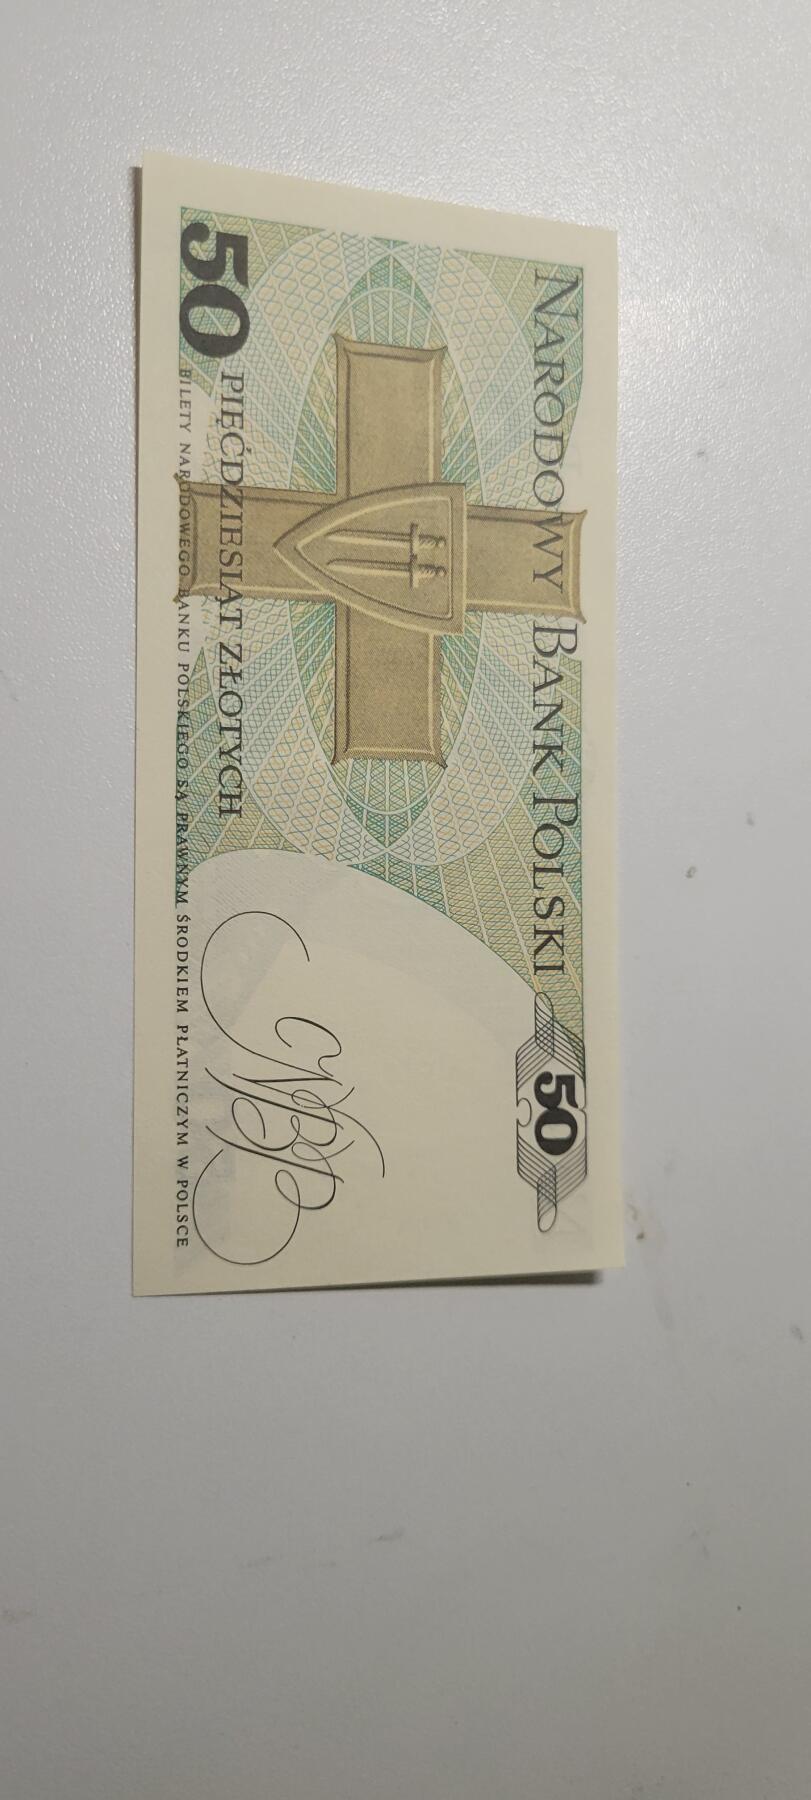 NARODOWY BANK POLSKI
50
50
PIĘĆDZIESIĄT ZŁOTYCH
BILETY NARODOWEGO BANKU POLSKIEGO SĄ PRAWNYM ŚRODKIEM PŁATNICZYM W POLSCE